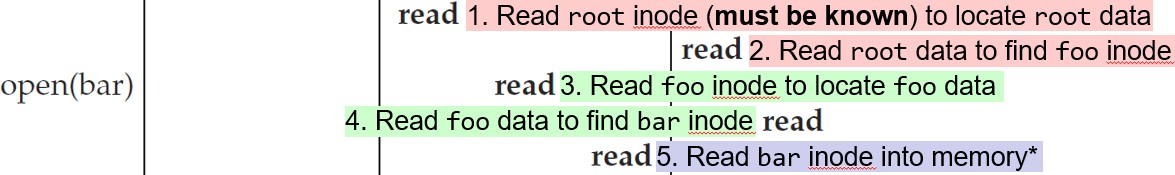 read 1. Read root inode (must be known) to locate root data
read 2. Read root data to find foo inode
open(bar) read 3. Read foo inode to locate foo data
4. Read foo data to find bar inode read
read 5. Read bar inode into memory*